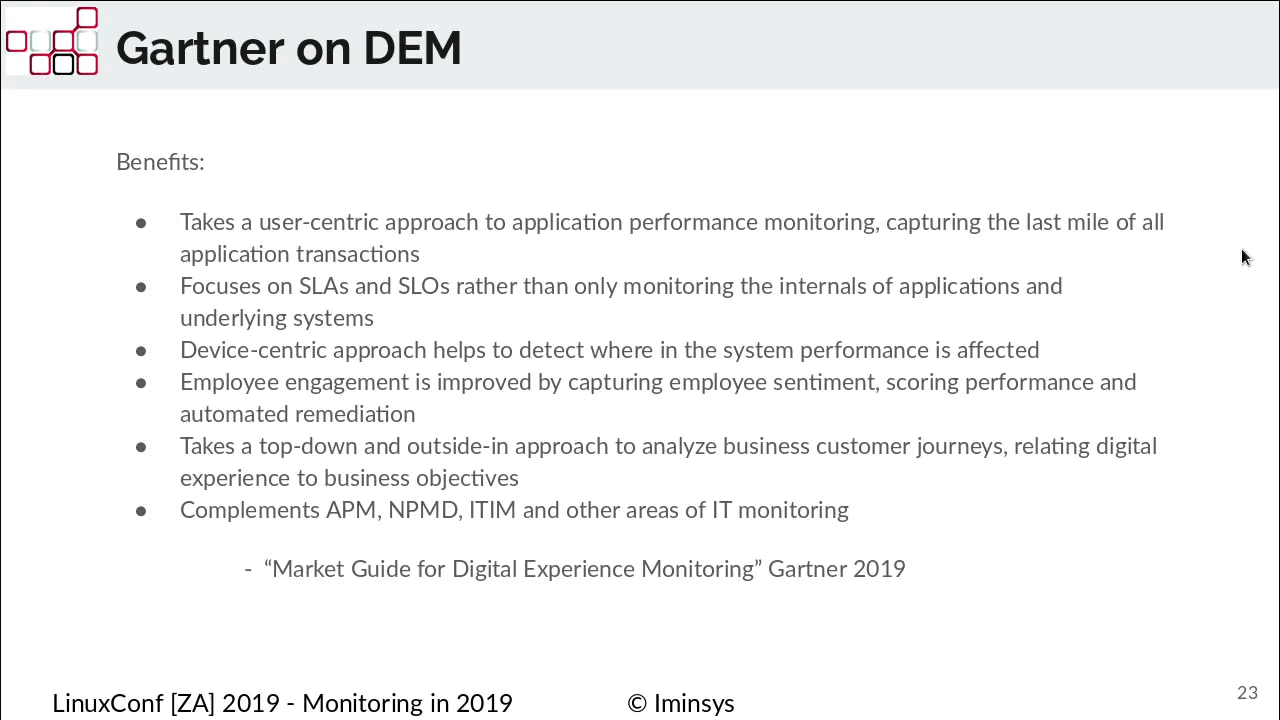 Gartner on DEM
Benefits:
● Takes a user-centric approach to application performance monitoring, capturing the last mile of all
application transactions
● Focuses on SLAs and SLOs rather than only monitoring the internals of applications and
underlying systems
● Device-centric approach helps to detect where in the system performance is affected
● Employee engagement is improved by capturing employee sentiment, scoring performance and
automated remediation
● Takes a top-down and outside-in approach to analyze business customer journeys, relating digital
experience to business objectives
● Complements APM, NPMD, ITIM and other areas of IT monitoring
- “Market Guide for Digital Experience Monitoring” Gartner 2019
LinuxConf [ZA] 2019 - Monitoring in 2019 © Iminsys
23